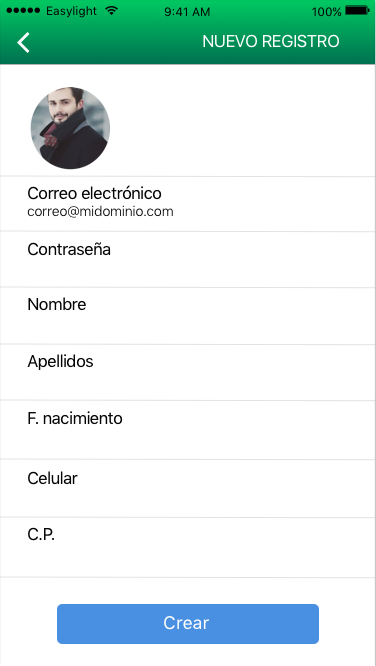 Easylight 9:41 AM 100%
NUEVO REGISTRO
Correo electrónico
correo@midominio.com
Contraseña
Nombre
Apellidos
F. nacimiento
Celular
C.P.
Crear